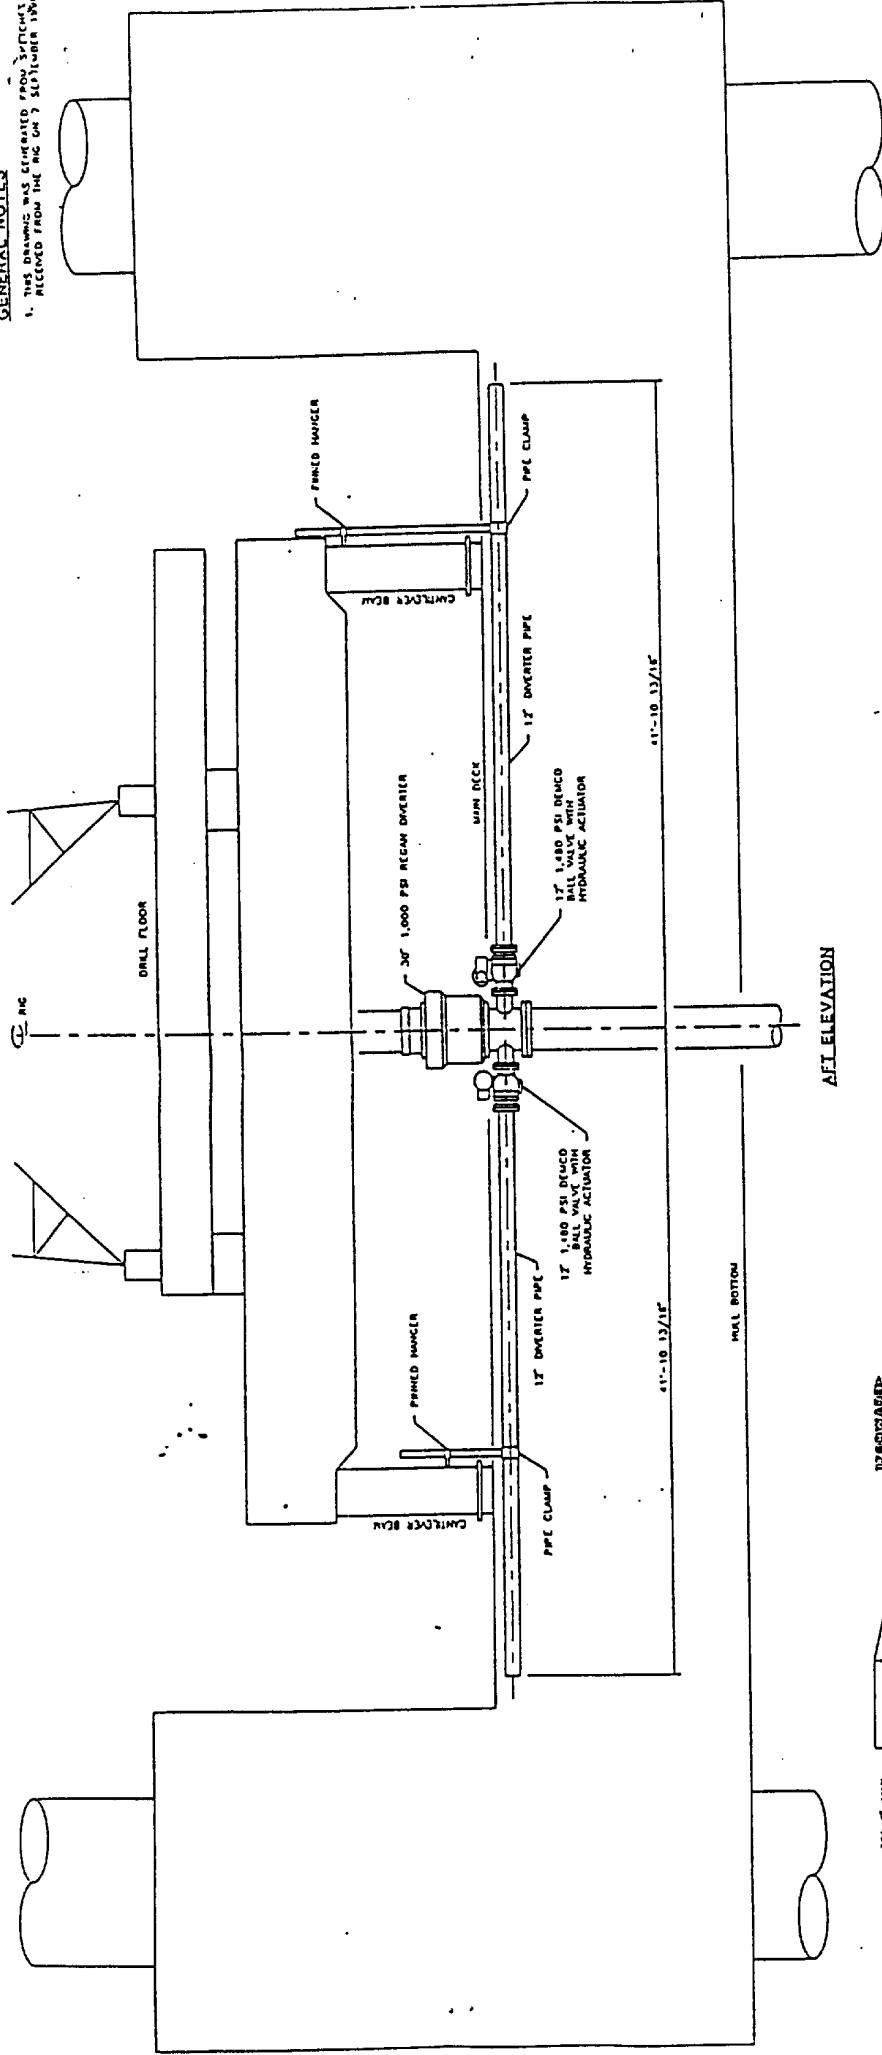 GENERAL NOTES
1. THIS DRAWING WAS GENERATED FROM SKETCHES
RECEIVED FROM THE RIG ON 7 SEPTEMBER
RIG
DRILL FLOOR
PINNED HANGER
CANTILEVER BEAM
PIPE CLAMP
30" 1,000 PSI REGAN DIVERTER
MAIN DECK
12" DIVERTER PIPE
12" 1,480 PSI DEMCO
BALL VALVE WITH
HYDRAULIC ACTUATOR
41'-10 13/16"
PINNED HANGER
CANTILEVER BEAM
PIPE CLAMP
12" DIVERTER PIPE
12" 1,480 PSI DEMCO
BALL VALVE WITH
HYDRAULIC ACTUATOR
41'-10 13/16"
HULL BOTTOM
AFT ELEVATION